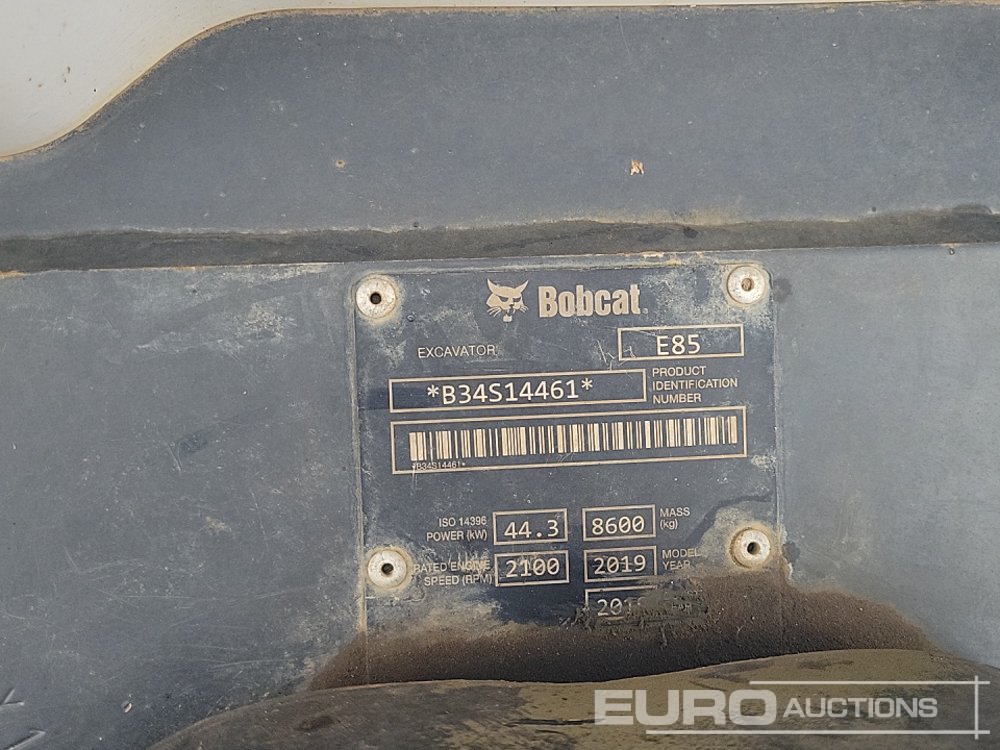 Bobcat®
EXCAVATOR: E85
*B34S14461* PRODUCT
IDENTIFICATION
NUMBER
*B34S14461*
ISO 14396
POWER (kW) 44.3
8600 MASS
(kg)
RATED ENGINE
SPEED (RPM) 2100
2019 MODEL
YEAR
EURO AUCTIONS